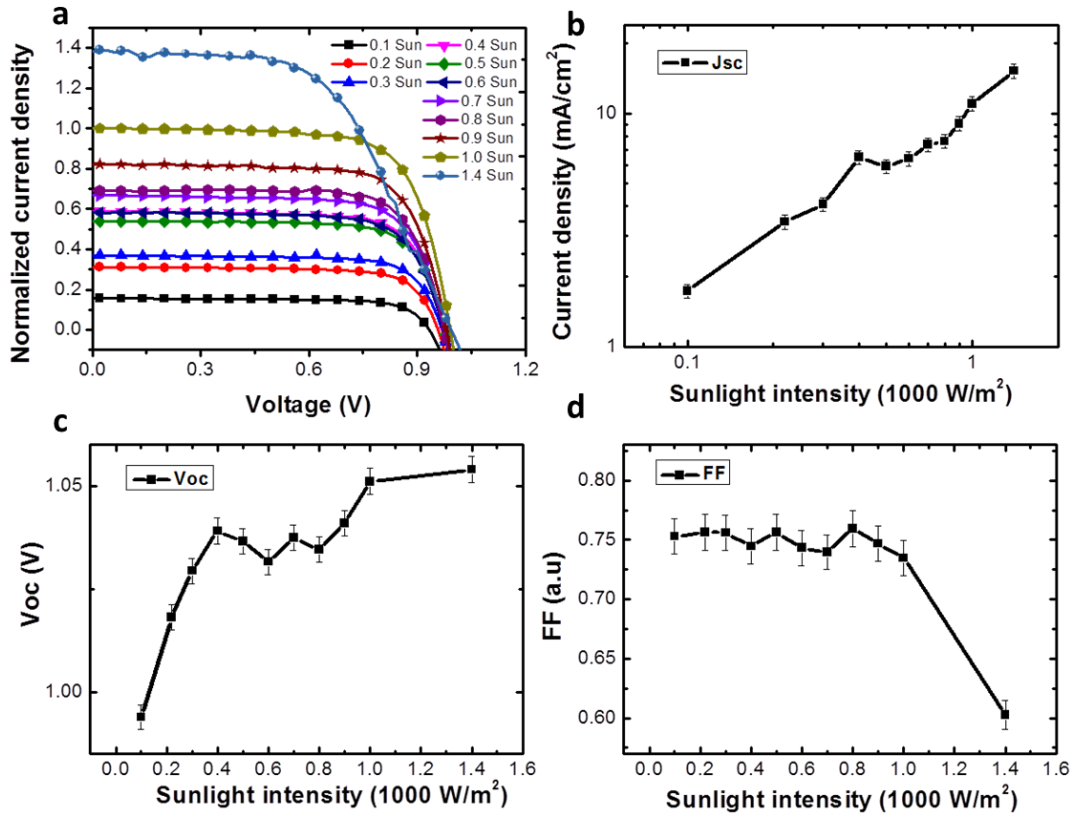 a
Normalized current density
1.4
1.2
1.0
0.8
0.6
0.4
0.2
0.0
0.0 0.3 0.6 0.9 1.2
Voltage (V)
0.1 Sun
0.2 Sun
0.3 Sun
0.4 Sun
0.5 Sun
0.6 Sun
0.7 Sun
0.8 Sun
0.9 Sun
1.0 Sun
1.4 Sun
b
Current density (mA/cm²)
10
1
Jsc
0.1 1
Sunlight intensity (1000 W/m²)
c
Voc (V)
1.05
1.00
Voc
0.0 0.2 0.4 0.6 0.8 1.0 1.2 1.4 1.6
Sunlight intensity (1000 W/m²)
d
FF (a.u)
0.80
0.75
0.70
0.65
0.60
FF
0.0 0.2 0.4 0.6 0.8 1.0 1.2 1.4 1.6
Sunlight intensity (1000 W/m²)